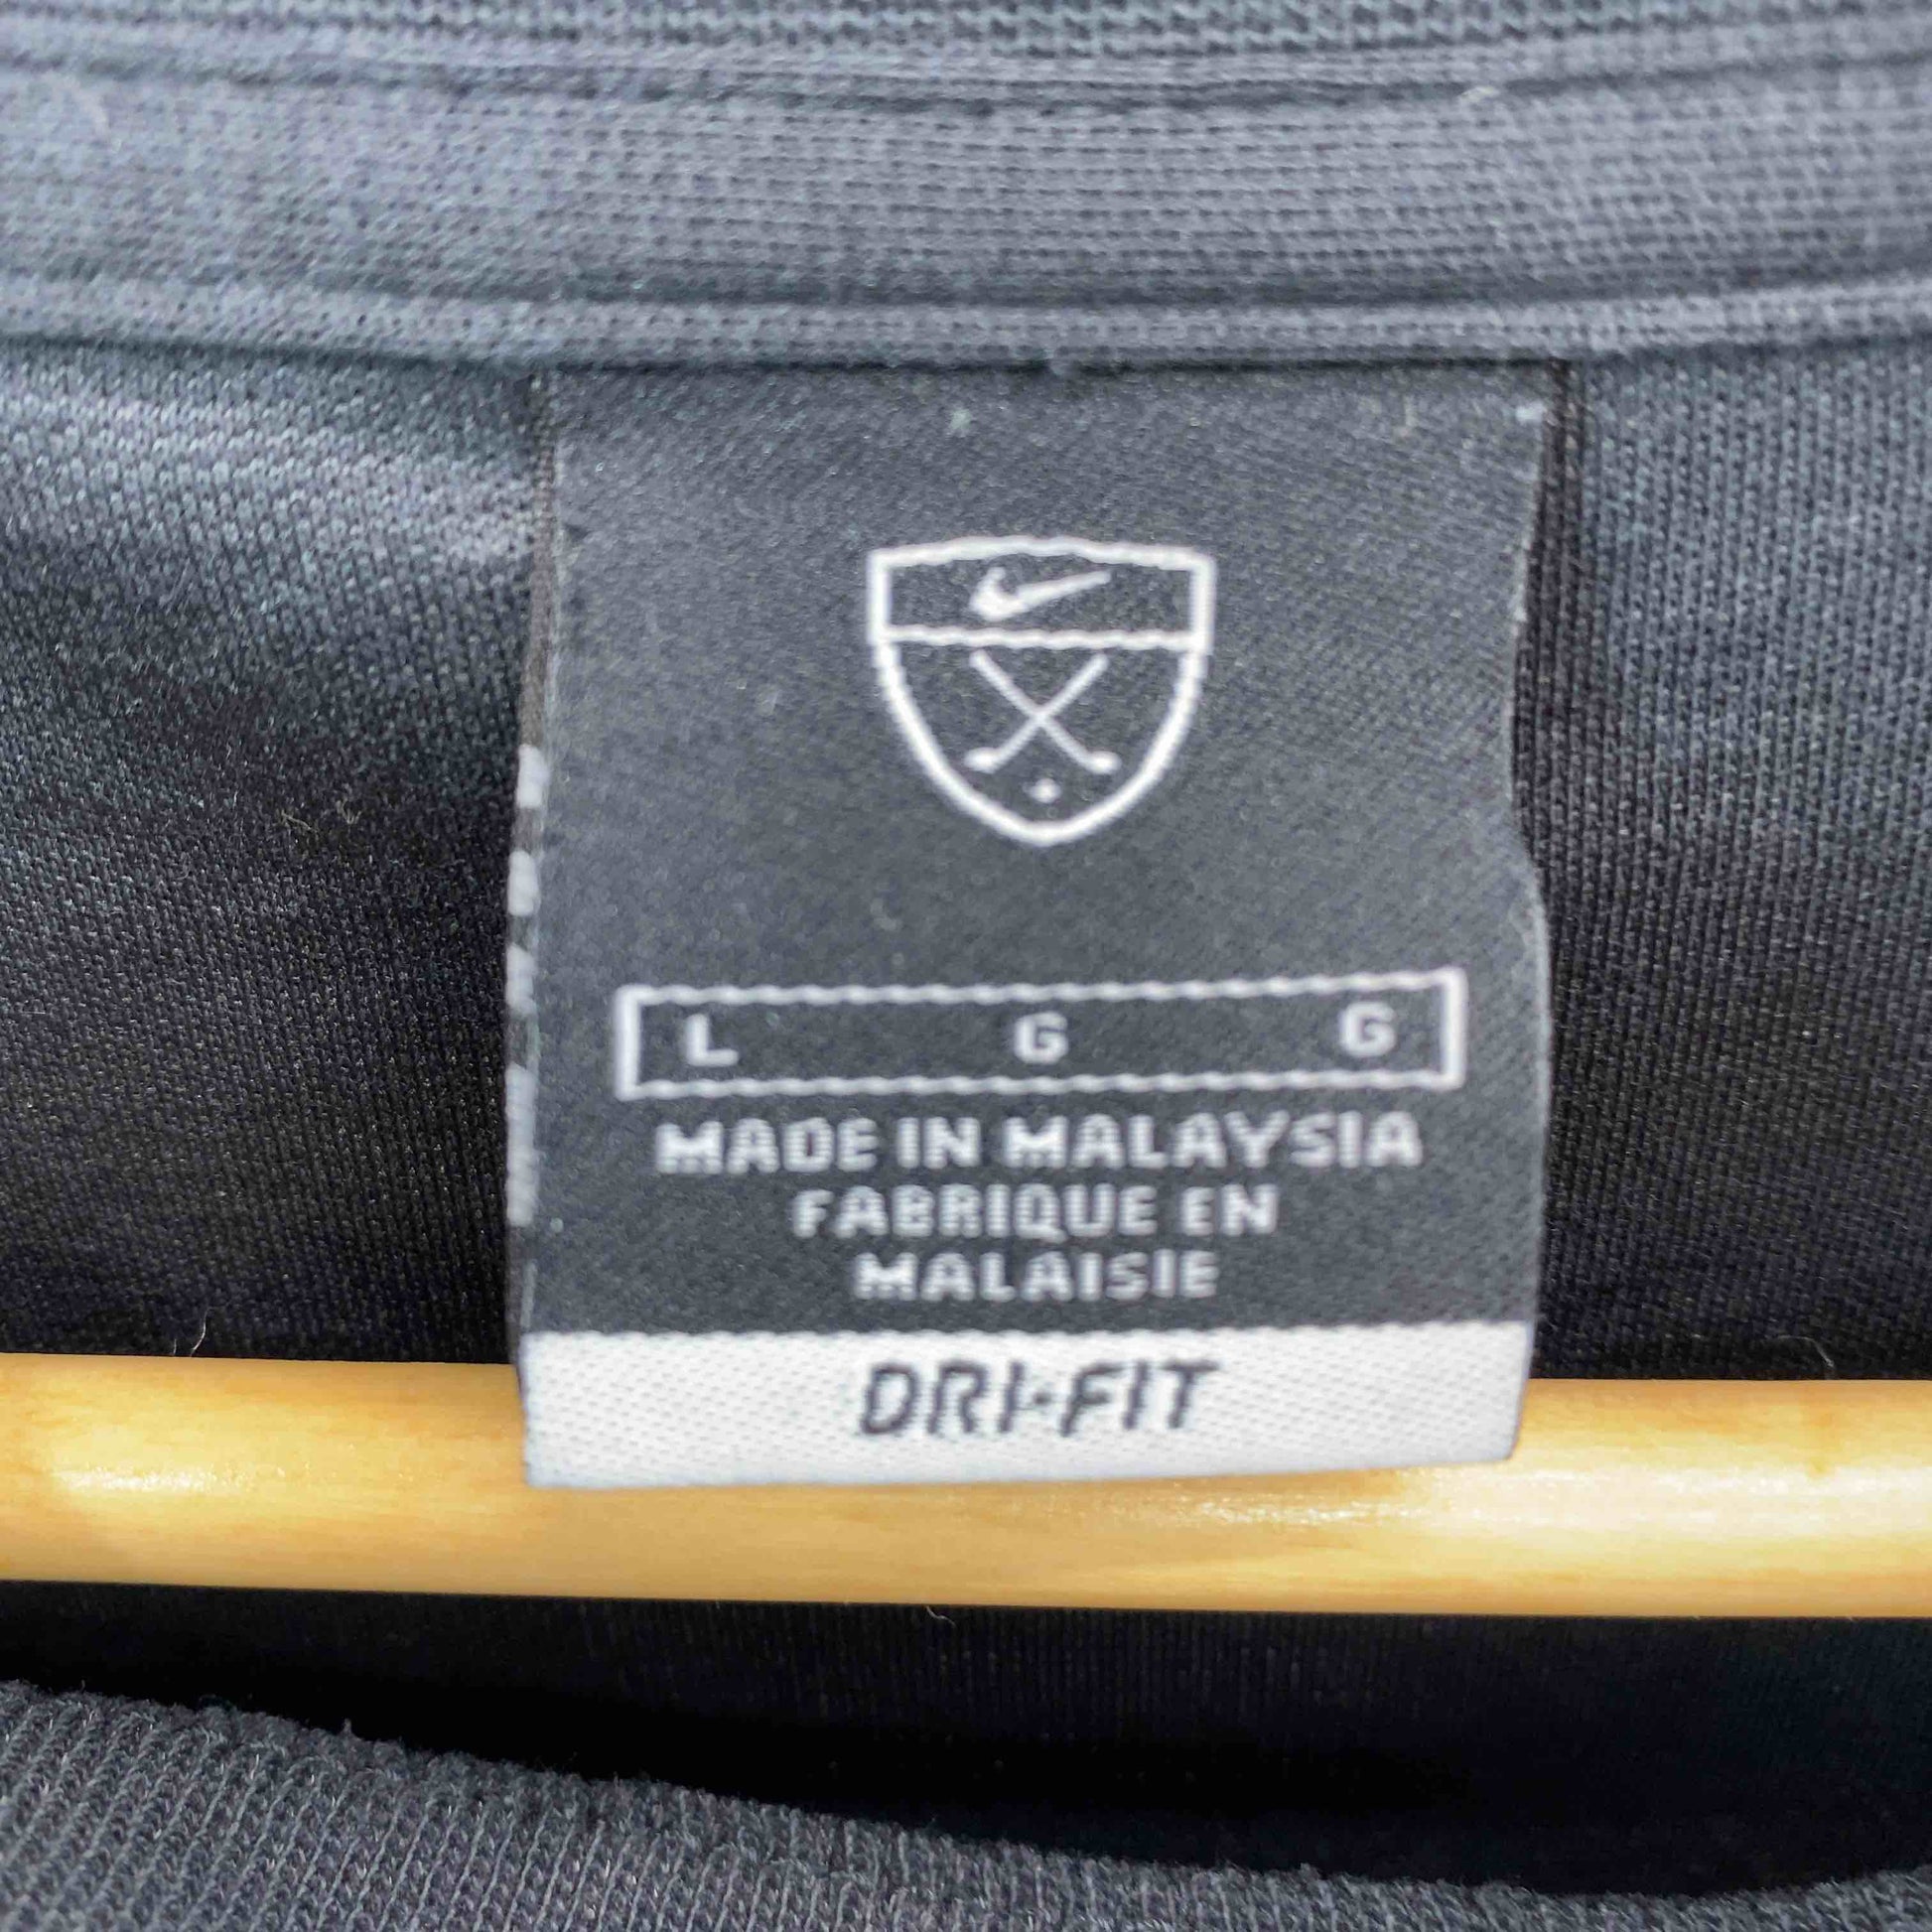 L G G
MADE IN MALAYSIA
FABRIQUE EN
MALAISIE
DRI-FIT